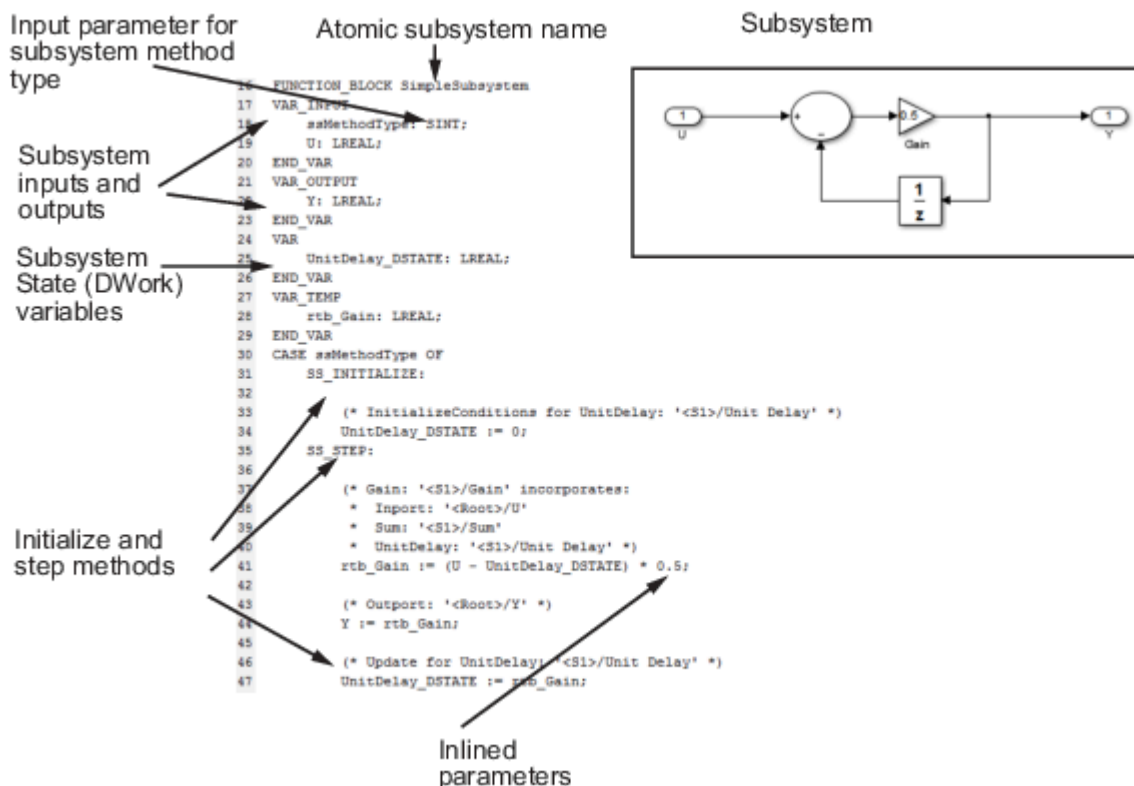 Input parameter for
subsystem method
type
Atomic subsystem name
Subsystem
16 FUNCTION_BLOCK SimpleSubsystem
17 VAR_INPUT
18 ssMethodType: SINT;
19 U: LREAL;
20 END_VAR
21 VAR_OUTPUT
22 Y: LREAL;
23 END_VAR
24 VAR
25 UnitDelay_DSTATE: LREAL;
26 END_VAR
27 VAR_TEMP
28 rtb_Gain: LREAL;
29 END_VAR
30 CASE ssMethodType OF
31 SS_INITIALIZE:
32
33 (* InitializeConditions for UnitDelay: '<S1>/Unit Delay' *)
34 UnitDelay_DSTATE := 0;
35 SS_STEP:
36
37 (* Gain: '<S1>/Gain' incorporates:
38 * Inport: '<Root>/U'
39 * Sum: '<S1>/Sum'
40 * UnitDelay: '<S1>/Unit Delay' *)
41 rtb_Gain := (U - UnitDelay_DSTATE) * 0.5;
42
43 (* Outport: '<Root>/Y' *)
44 Y := rtb_Gain;
45
46 (* Update for UnitDelay: '<S1>/Unit Delay' *)
47 UnitDelay_DSTATE := rtb_Gain;
Subsystem
inputs and
outputs
Subsystem
State (DWork)
variables
Initialize and
step methods
Inlined
parameters
1
U
+
−
0.5
Gain
1
Y
1
z